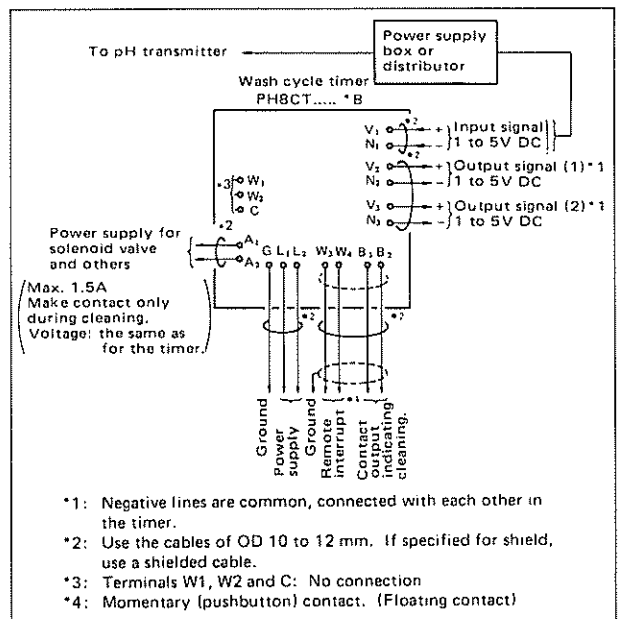 Power supply
box or
distributor
To pH transmitter
Wash cycle timer
PH8CT..... *B
*2
V₁ + Input signal
N₁ - 1 to 5V DC
*2
V₂ + Output signal (1)*1
N₂ - 1 to 5V DC
V₃ + Output signal (2)*1
N₃ - 1 to 5V DC
*3 W₁
W₂
C
*2
Power supply for
solenoid valve
and others
A₁
A₂
G L₁ L₂ W₃ W₄ B₁ B₂
(Max. 1.5A
Make contact only
during cleaning.
Voltage: the same as
for the timer.)
*2 *2
Ground
Power
supply
Ground
Remote
interrupt
Contact
output
indicating
cleaning.
*1: Negative lines are common, connected with each other in
the timer.
*2: Use the cables of OD 10 to 12 mm. If specified for shield,
use a shielded cable.
*3: Terminals W1, W2 and C: No connection
*4: Momentary (pushbutton) contact. (Floating contact)